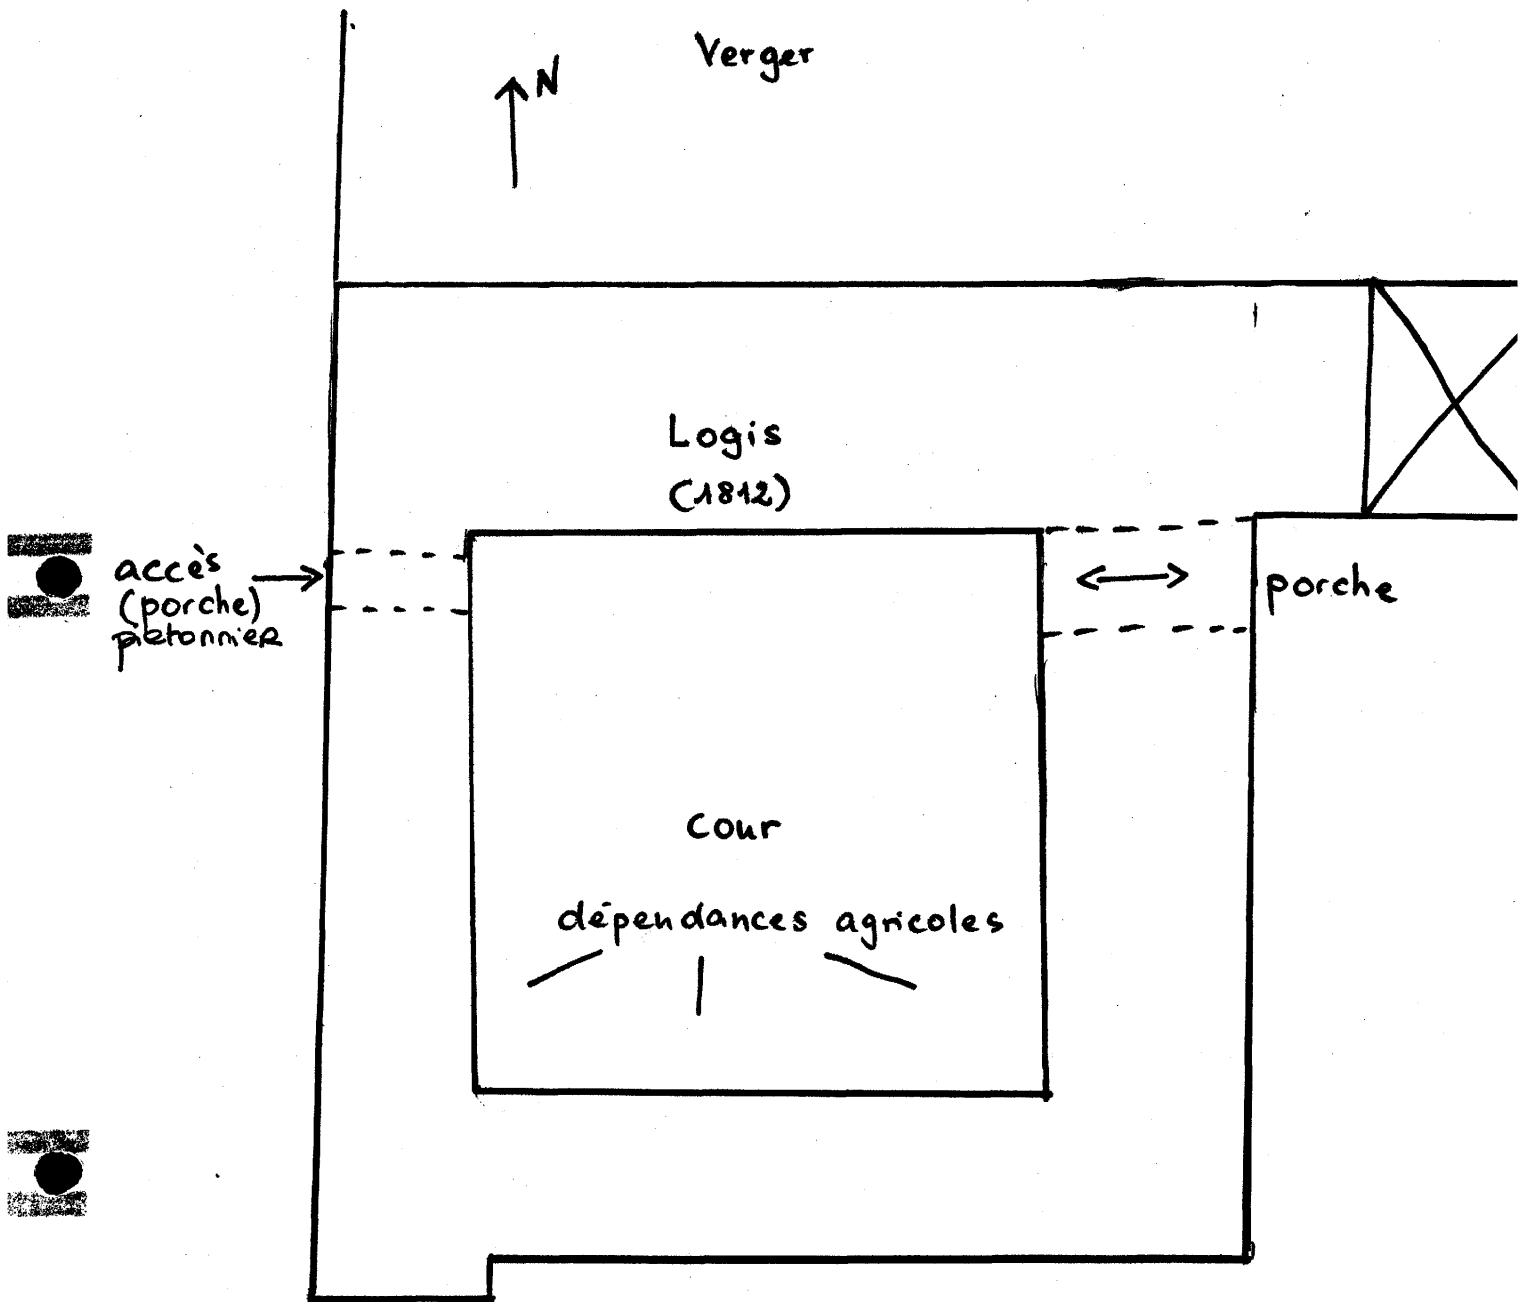 Verger
N
Logis
(1812)
accès
(porche)
piétonnier
porche
Cour
dépendances agricoles